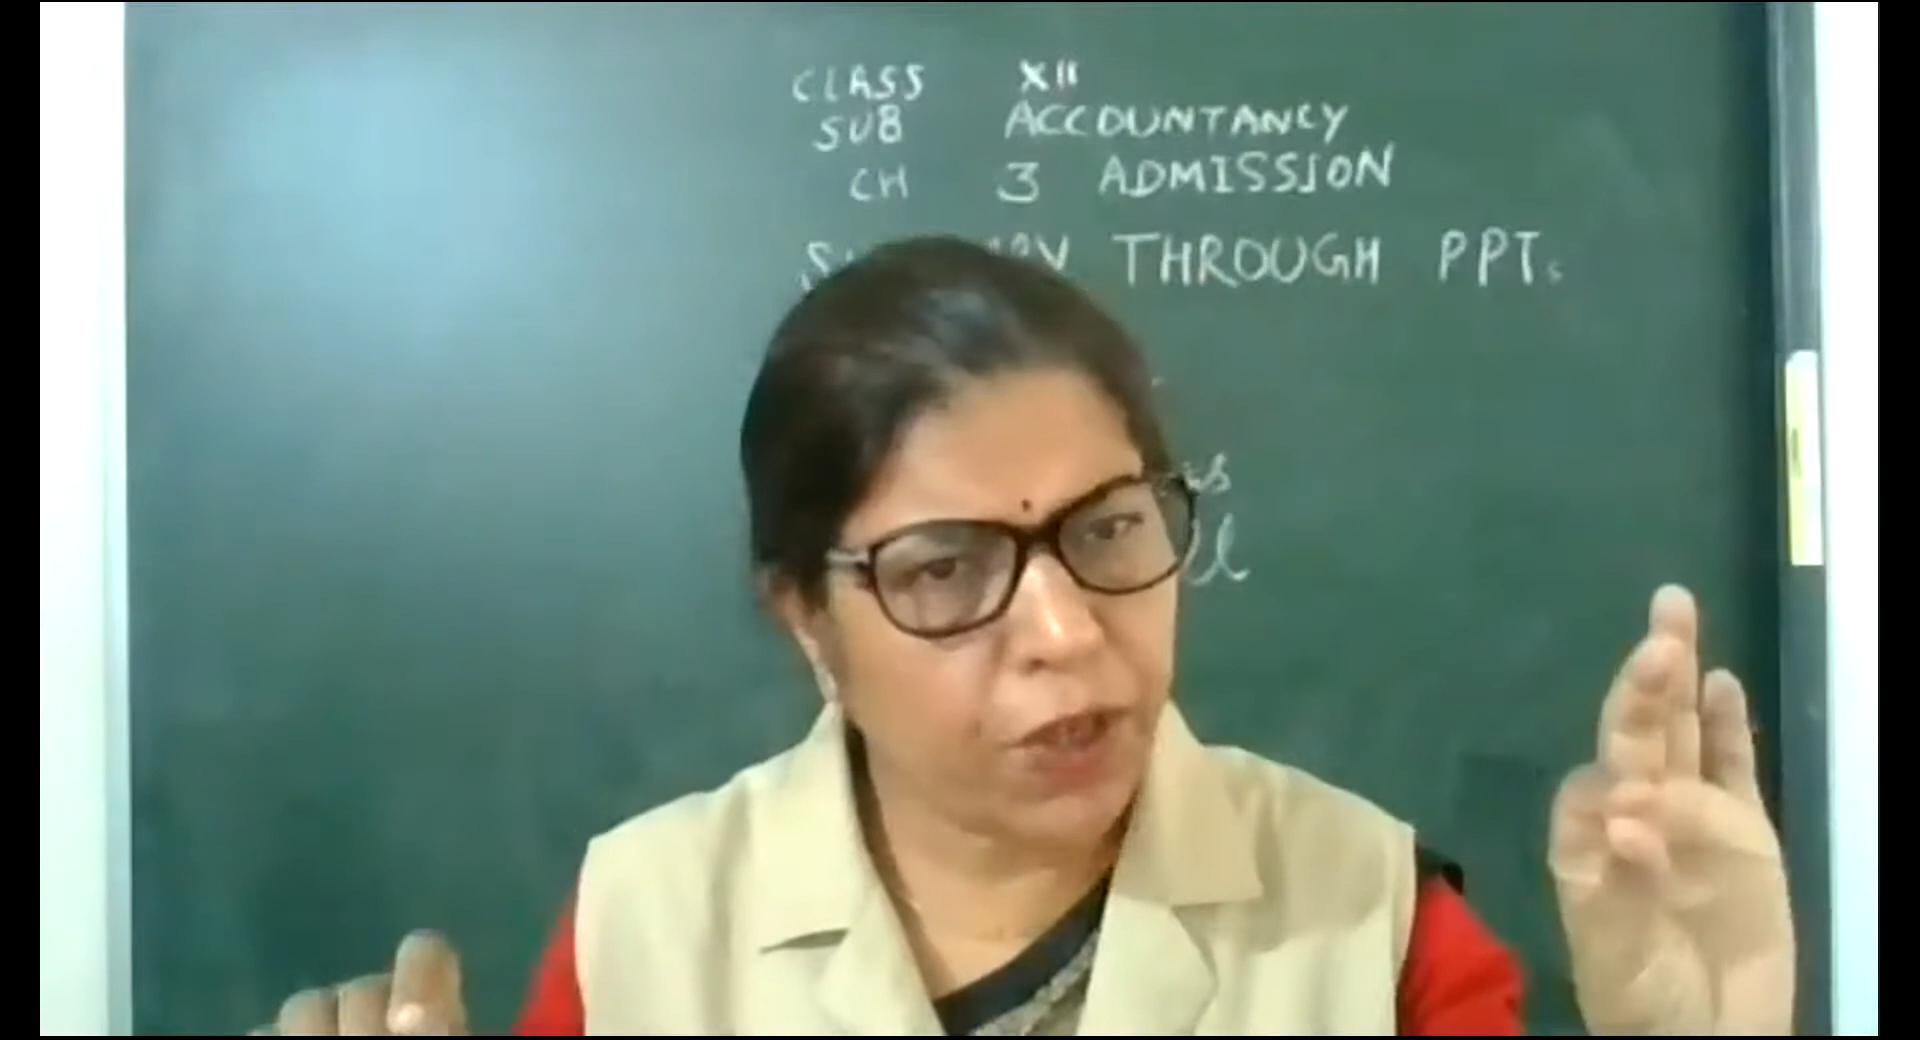 CLASS XII
SUB ACCOUNTANCY
CH 3 ADMISSION
THROUGH PPTs